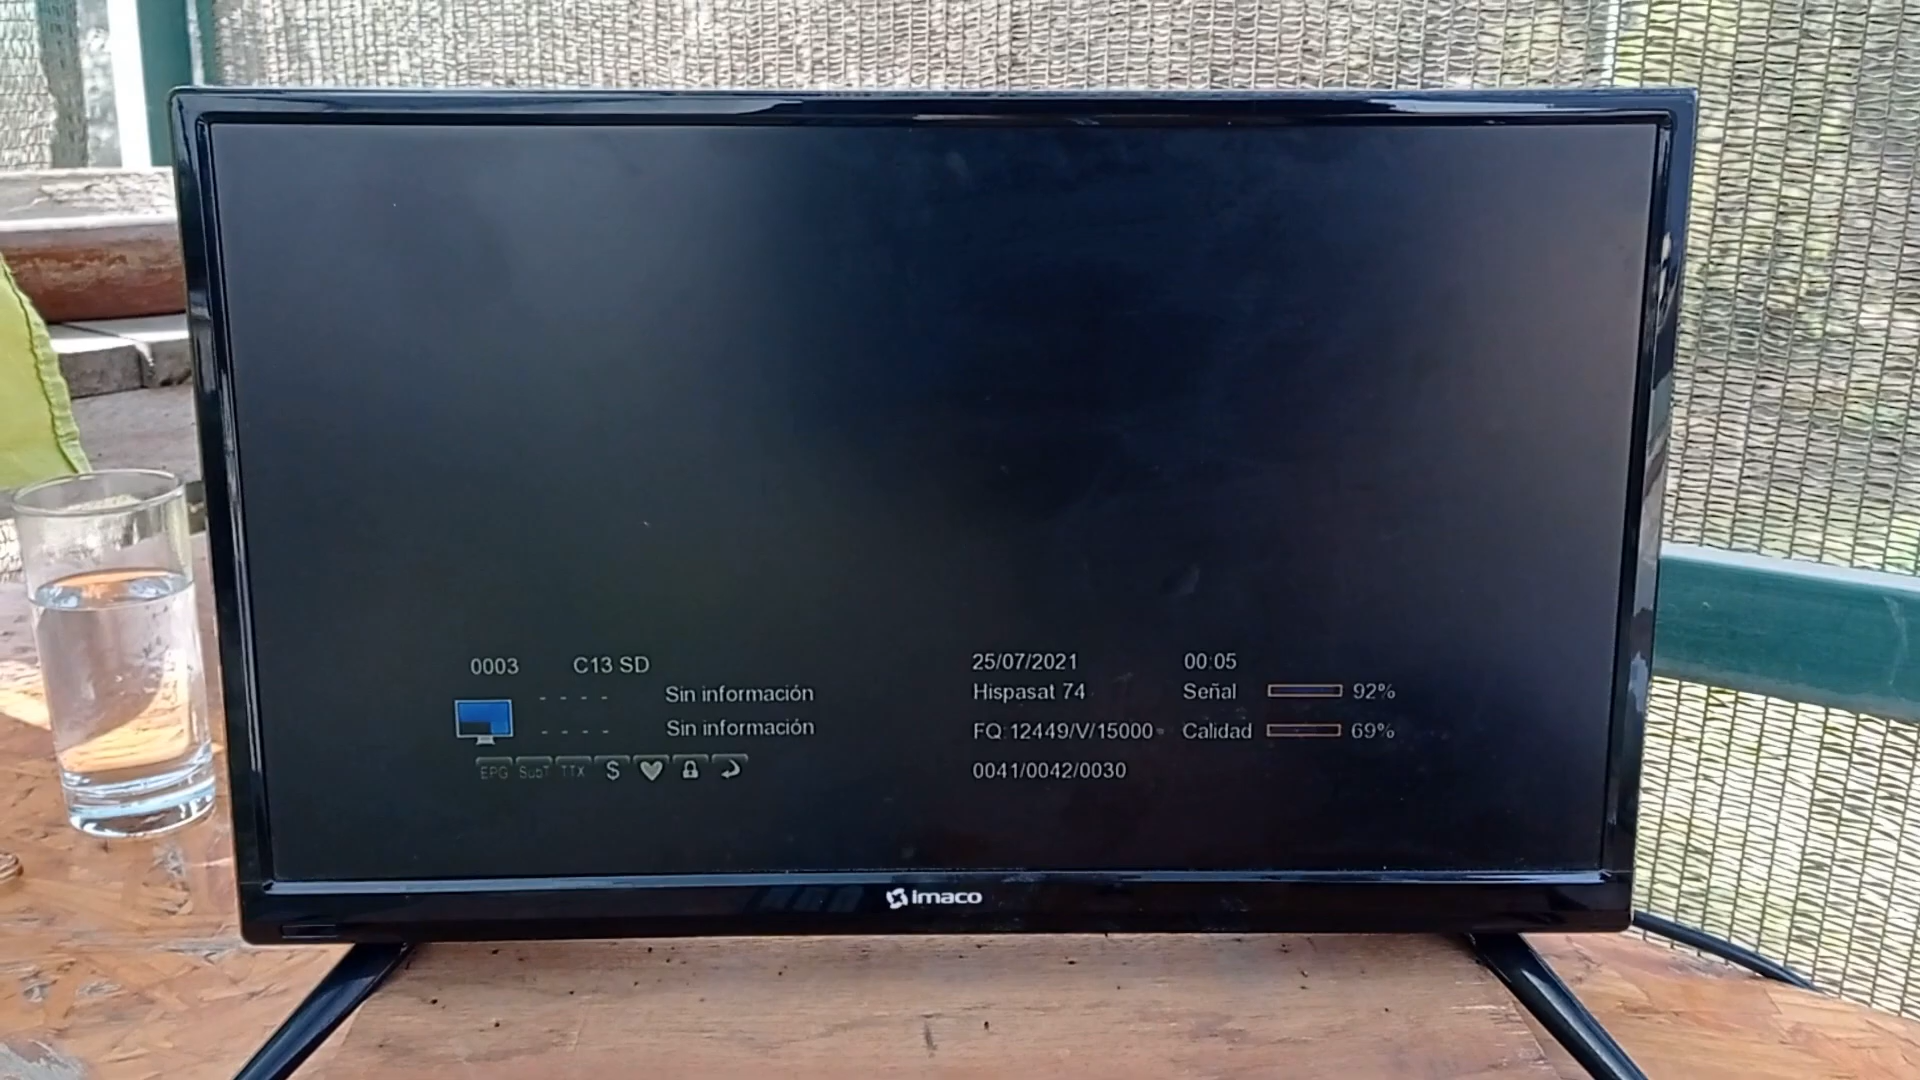 0003 C13 SD
- - - - Sin información
- - - - Sin información
EPG SubT TTX $
25/07/2021 00:05
Hispasat 74 Señal 92%
FQ:12449/V/15000 Calidad 69%
0041/0042/0030
imaco